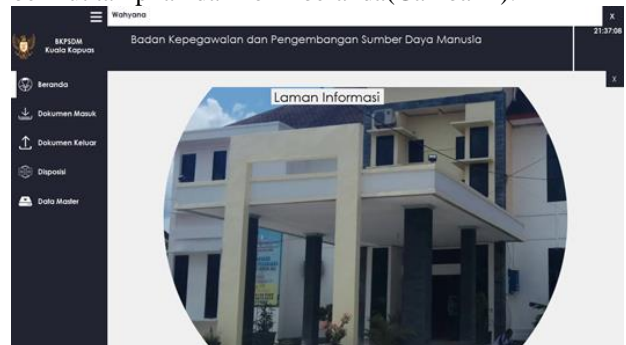 Wahyana
X
BKPSDM
Kuala Kapuas
Badan Kepegawaian dan Pengembangan Sumber Daya Manusia
21:37:08
X
Beranda
Laman Informasi
Dokumen Masuk
Dokumen Keluar
Disposisi
Data Master